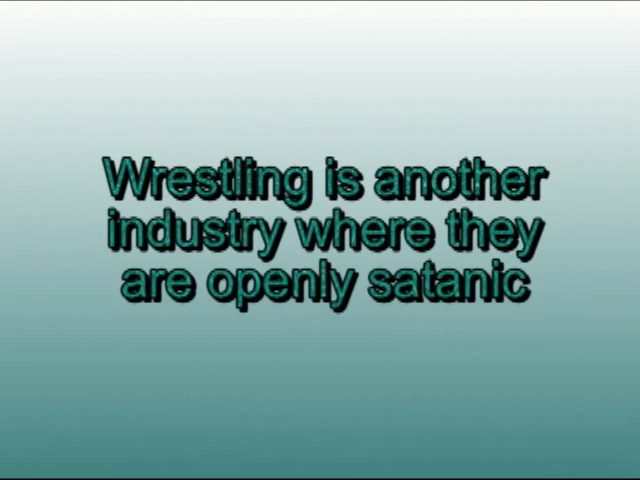 Wrestling is another
industry where they
are openly satanic